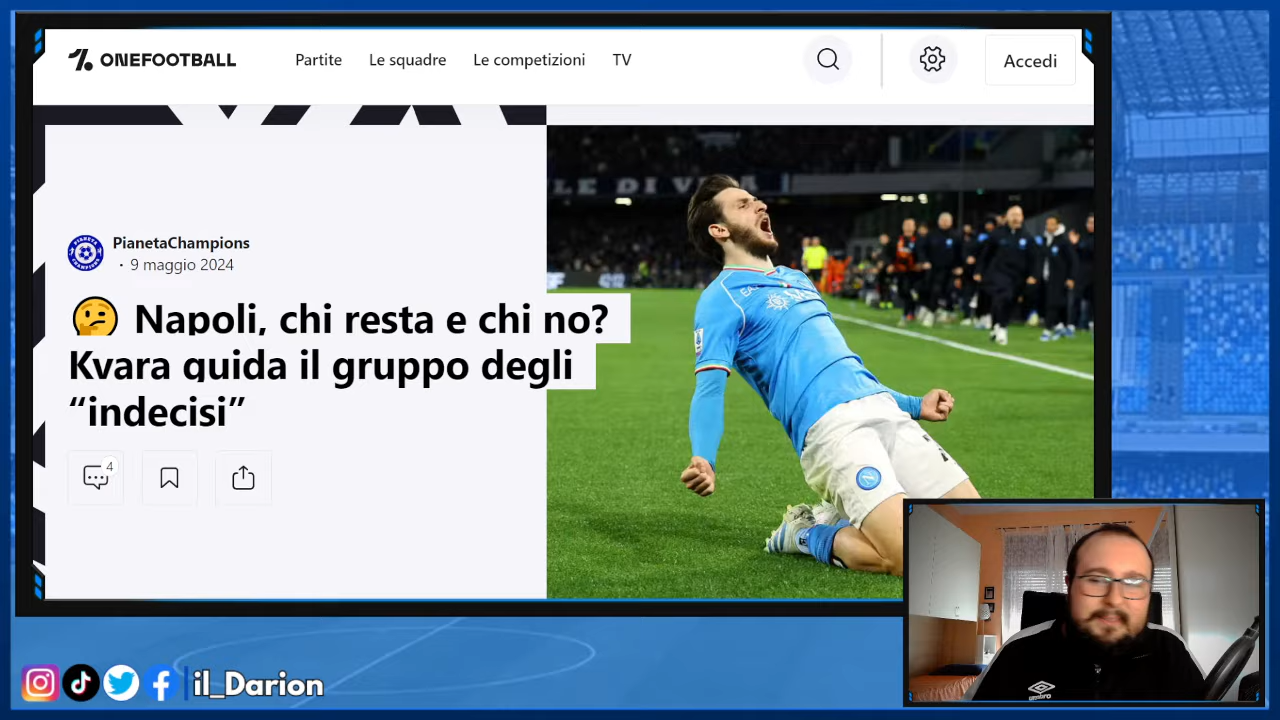 ONEFOOTBALL
Partite
Le squadre
Le competizioni
TV
Accedi
PianetaChampions
· 9 maggio 2024
Napoli, chi resta e chi no?
Kvara guida il gruppo degli
“indecisi”
4
umbro
il_Darion